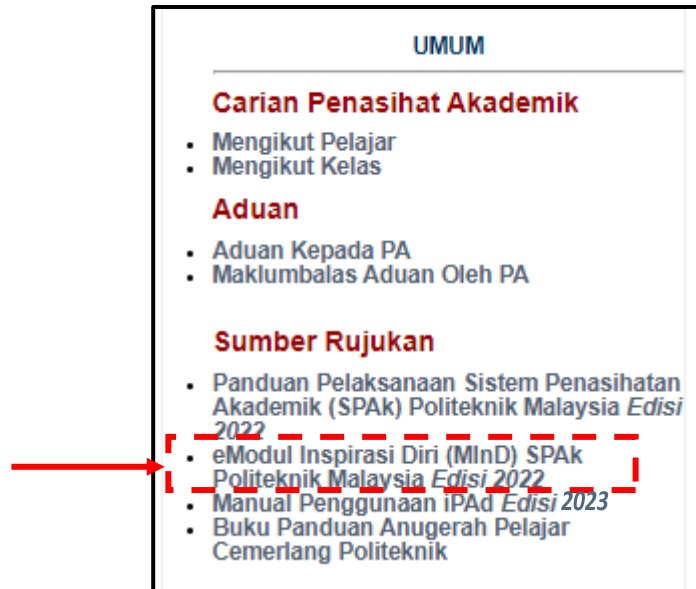 UMUM
Carian Penasihat Akademik
Mengikut Pelajar
Mengikut Kelas
Aduan
Aduan Kepada PA
Maklumbalas Aduan Oleh PA
Sumber Rujukan
Panduan Pelaksanaan Sistem Penasihatan
Akademik (SPAk) Politeknik Malaysia Edisi
2022
eModul Inspirasi Diri (MInD) SPAk
Politeknik Malaysia Edisi 2022
Manual Penggunaan iPAd Edisi 2023
Buku Panduan Anugerah Pelajar
Cemerlang Politeknik